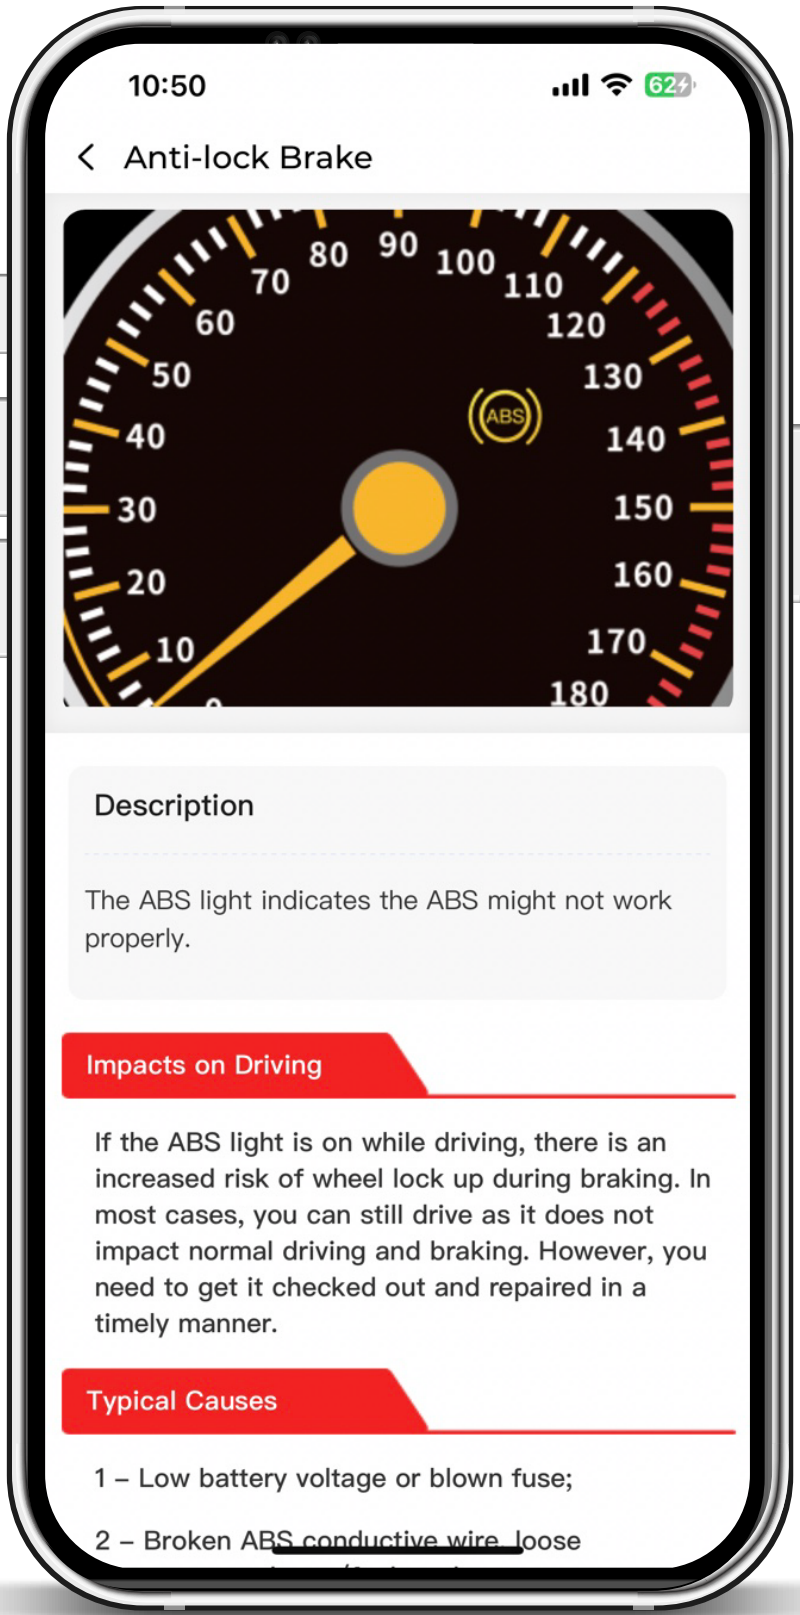 10:50
62
Anti-lock Brake
90
80
100
70
110
60
120
50
130
ABS
40
140
30
150
20
160
10
170
180
Description
The ABS light indicates the ABS might not work
properly.
Impacts on Driving
If the ABS light is on while driving, there is an
increased risk of wheel lock up during braking. In
most cases, you can still drive as it does not
impact normal driving and braking. However, you
need to get it checked out and repaired in a
timely manner.
Typical Causes
1 – Low battery voltage or blown fuse;
2 – Broken ABS conductive wire, loose